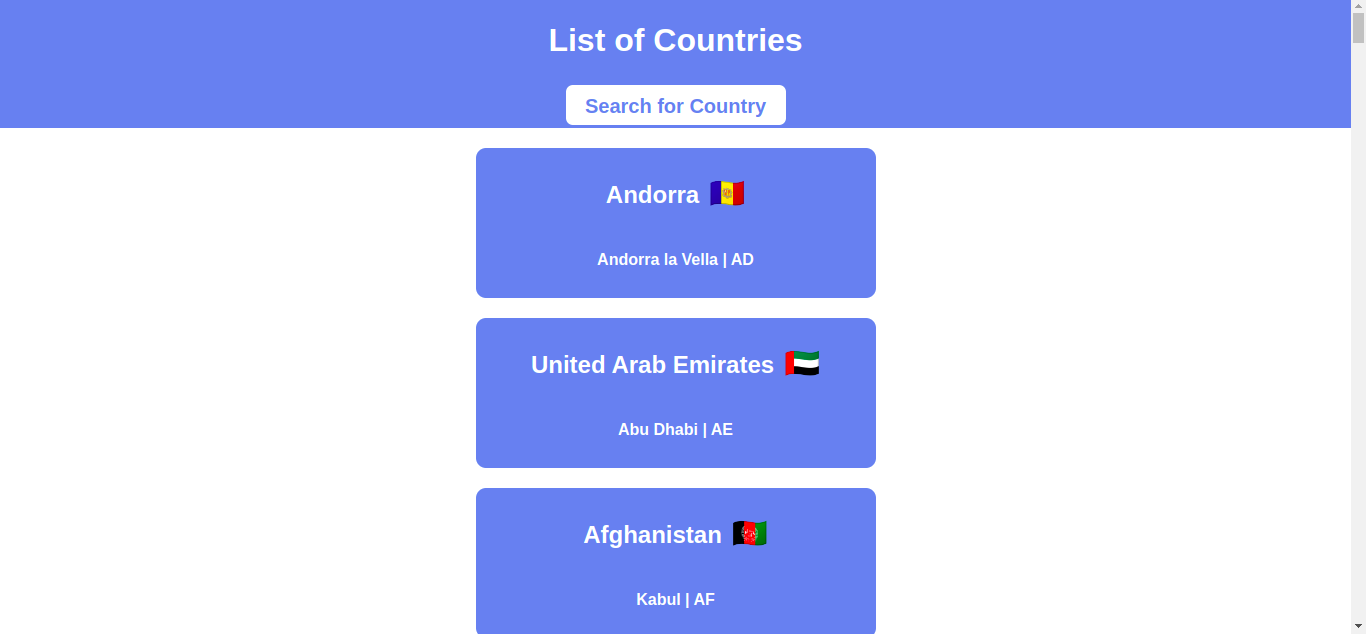 List of Countries
Search for Country
Andorra 🇦🇩
Andorra la Vella | AD
United Arab Emirates 🇦🇪
Abu Dhabi | AE
Afghanistan 🇦🇫
Kabul | AF